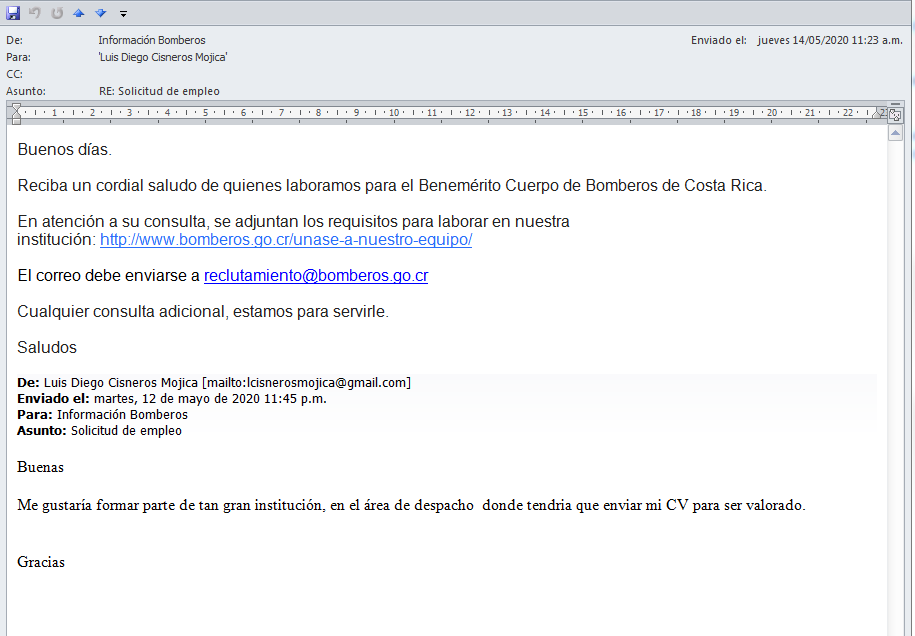 De: Información Bomberos Enviado el: jueves 14/05/2020 11:23 a.m.
Para: 'Luis Diego Cisneros Mojica'
CC:
Asunto: RE: Solicitud de empleo
1 2 3 4 5 6 7 8 9 10 11 12 13 14 15 16 17 18 19 20 21 22 23
Buenos días.
Reciba un cordial saludo de quienes laboramos para el Benemérito Cuerpo de Bomberos de Costa Rica.
En atención a su consulta, se adjuntan los requisitos para laborar en nuestra
institución: http://www.bomberos.go.cr/unase-a-nuestro-equipo/
El correo debe enviarse a reclutamiento@bomberos.go.cr
Cualquier consulta adicional, estamos para servirle.
Saludos
De: Luis Diego Cisneros Mojica [mailto:lcisnerosmojica@gmail.com]
Enviado el: martes, 12 de mayo de 2020 11:45 p.m.
Para: Información Bomberos
Asunto: Solicitud de empleo
Buenas
Me gustaría formar parte de tan gran institución, en el área de despacho  donde tendria que enviar mi CV para ser valorado.
Gracias